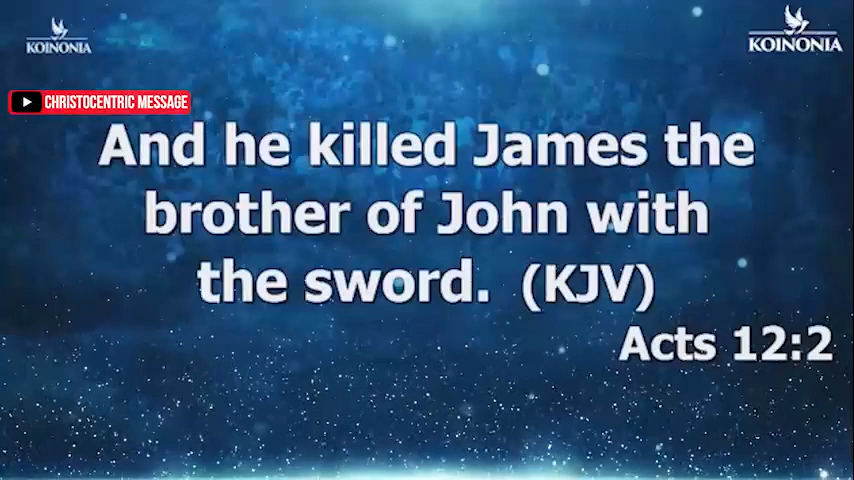 KOINONIA
KOINONIA
CHRISTOCENTRIC MESSAGE
And he killed James the
brother of John with
the sword. (KJV)
Acts 12:2